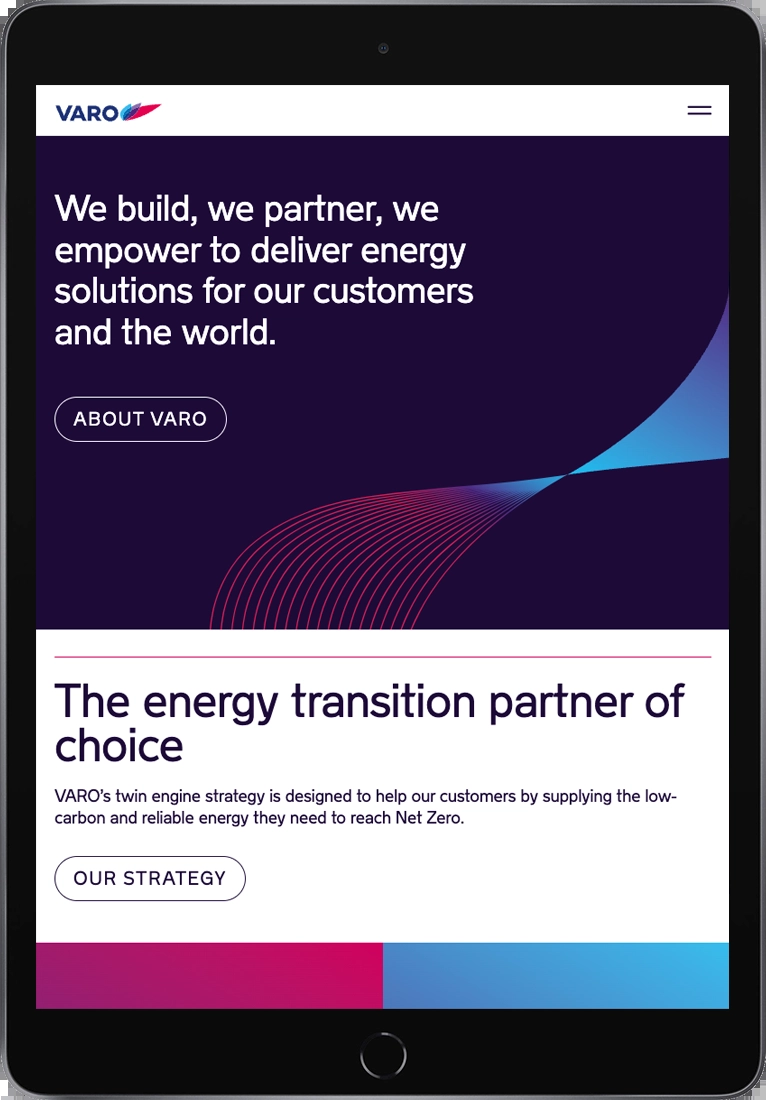 VARO
We build, we partner, we
empower to deliver energy
solutions for our customers
and the world.
ABOUT VARO
The energy transition partner of
choice
VARO’s twin engine strategy is designed to help our customers by supplying the low-
carbon and reliable energy they need to reach Net Zero.
OUR STRATEGY